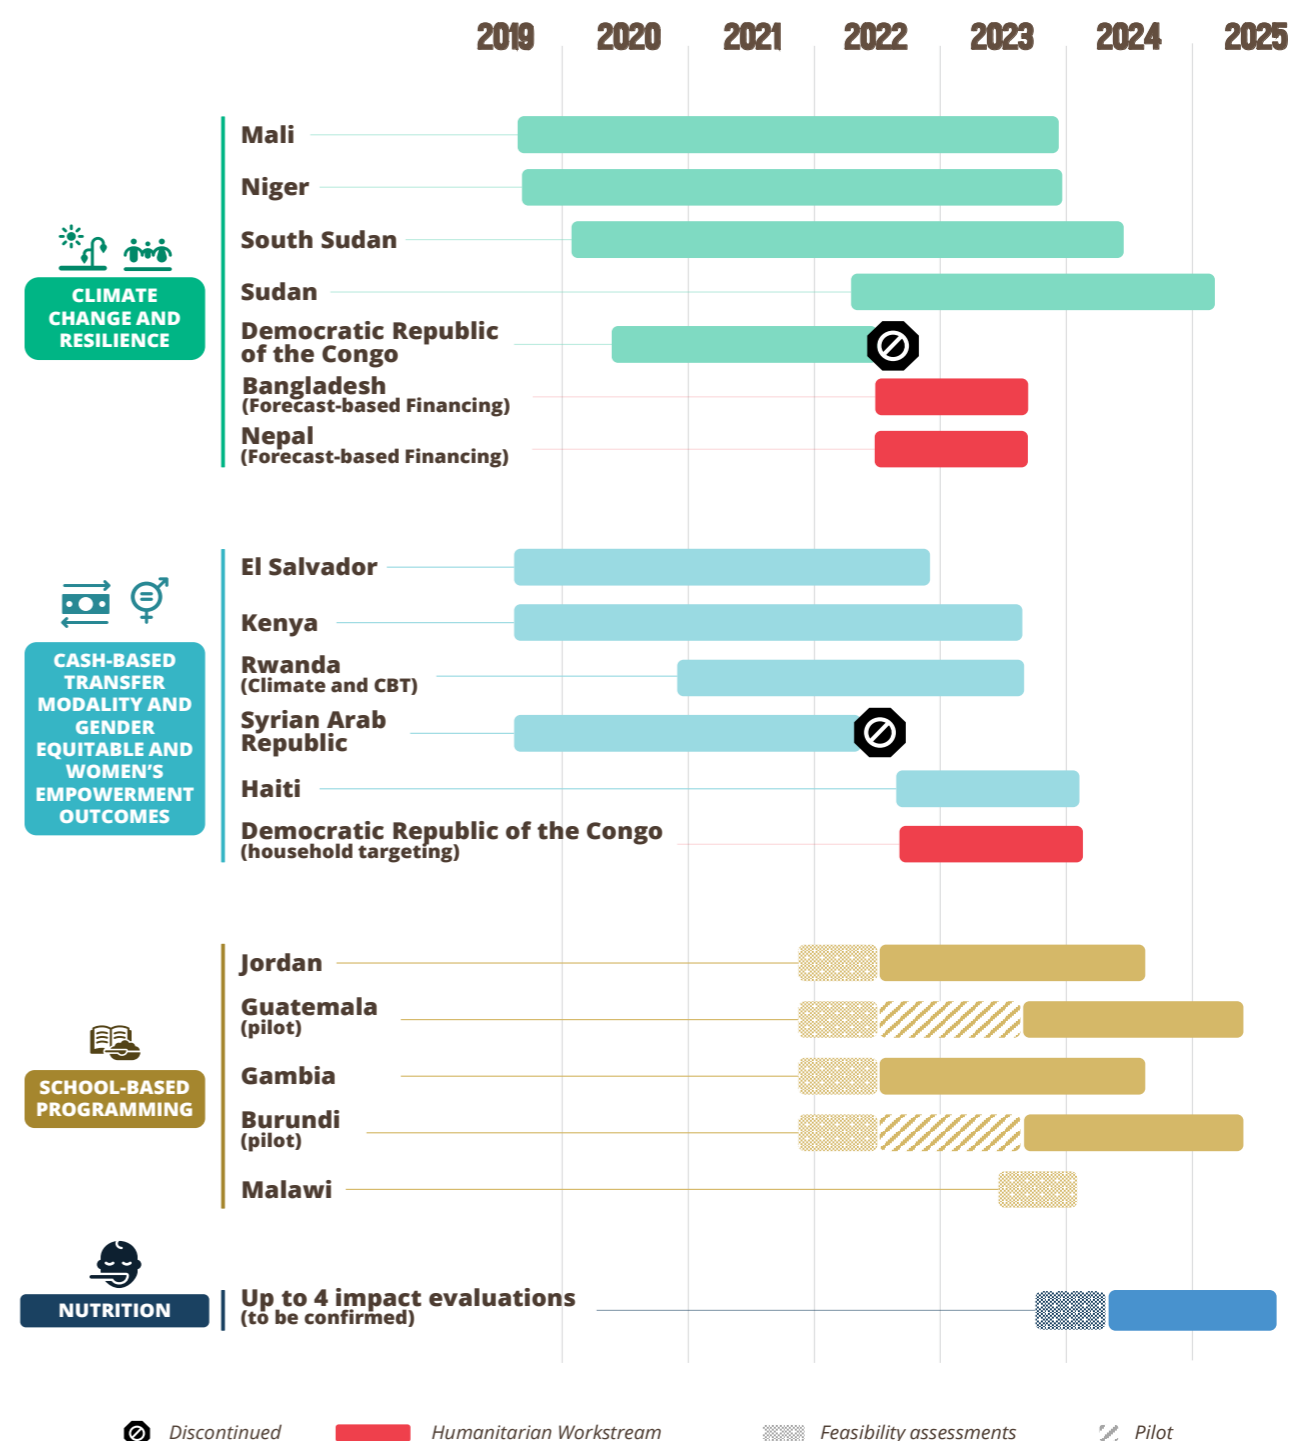 2019 2020 2021 2022 2023 2024 2025
CLIMATE
CHANGE AND
RESILIENCE
Mali
Niger
South Sudan
Sudan
Democratic Republic
of the Congo
Bangladesh
(Forecast-based Financing)
Nepal
(Forecast-based Financing)
CASH-BASED
TRANSFER
MODALITY AND
GENDER
EQUITABLE AND
WOMEN'S
EMPOWERMENT
OUTCOMES
El Salvador
Kenya
Rwanda
(Climate and CBT)
Syrian Arab
Republic
Haiti
Democratic Republic of the Congo
(household targeting)
SCHOOL-BASED
PROGRAMMING
Jordan
Guatemala
(pilot)
Gambia
Burundi
(pilot)
Malawi
NUTRITION
Up to 4 impact evaluations
(to be confirmed)
Discontinued Humanitarian Workstream Feasibility assessments Pilot